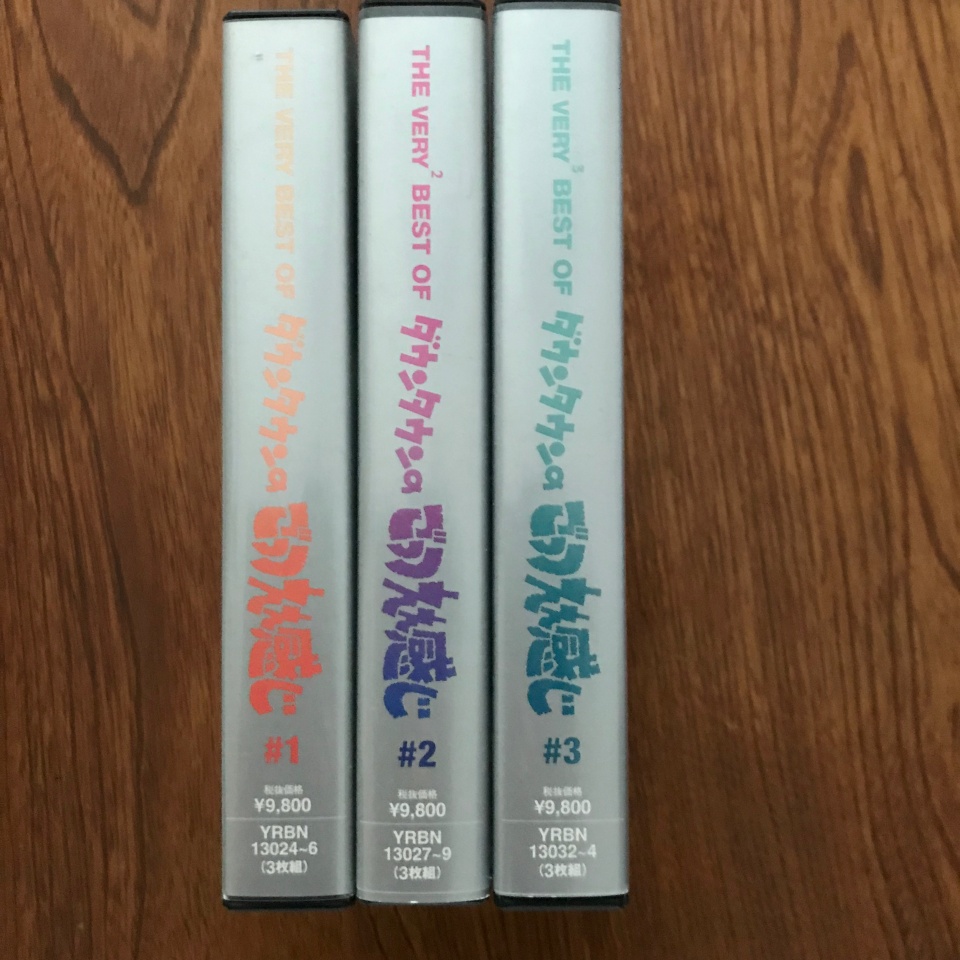 THE VERY BEST OF ダウンタウンのごっつええ感じ
#1
税抜価格
¥9,800
YRBN
13024~6
(3枚組)
THE VERY² BEST OF ダウンタウンのごっつええ感じ
#2
税抜価格
¥9,800
YRBN
13027~9
(3枚組)
THE VERY³ BEST OF ダウンタウンのごっつええ感じ
#3
税抜価格
¥9,800
YRBN
13032~4
(3枚組)